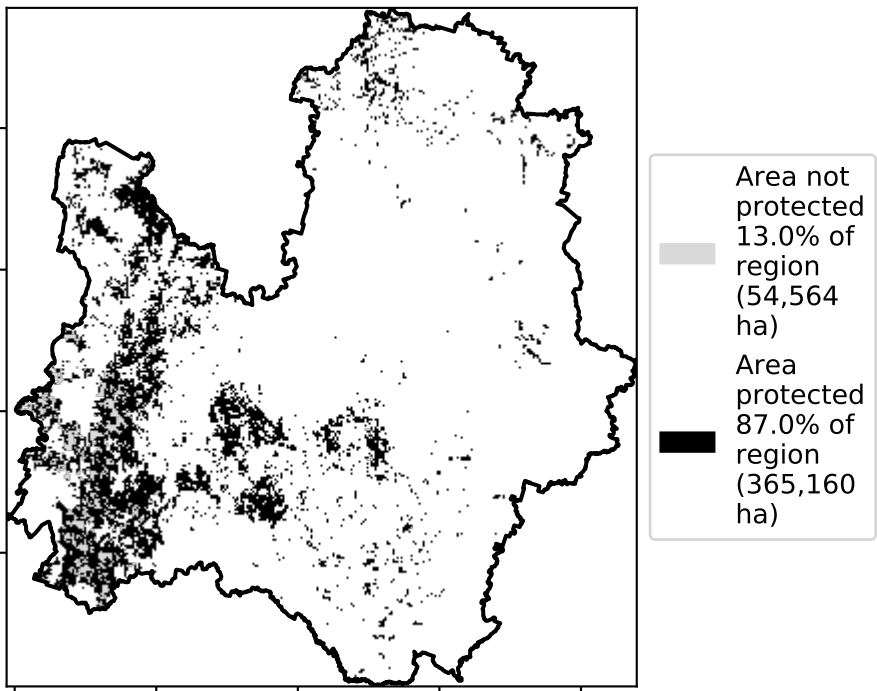 Area not
protected
13.0% of
region
(54,564
ha)
Area
protected
87.0% of
region
(365,160
ha)